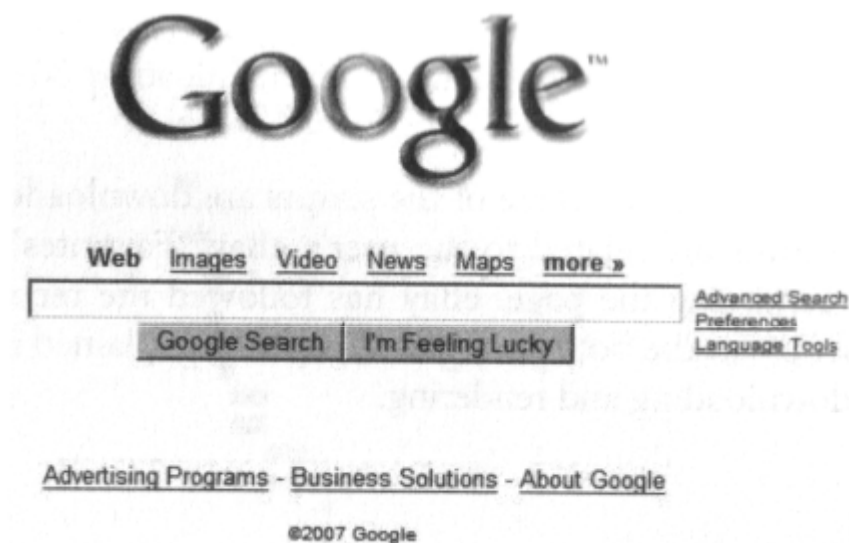 Google™
Web Images Video News Maps more »
Advanced Search
Preferences
Language Tools
Google Search I'm Feeling Lucky
Advertising Programs - Business Solutions - About Google
©2007 Google